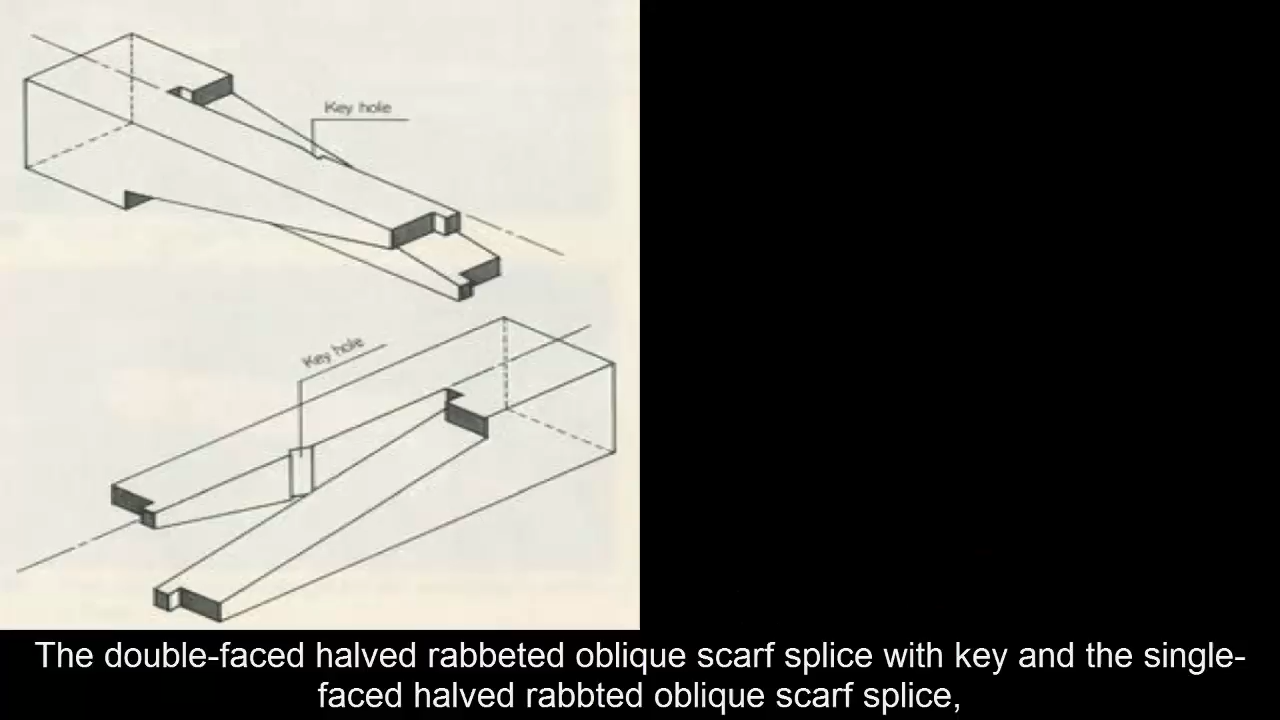 Key hole
Key hole
The double-faced halved rabbeted oblique scarf splice with key and the single-
faced halved rabbted oblique scarf splice,